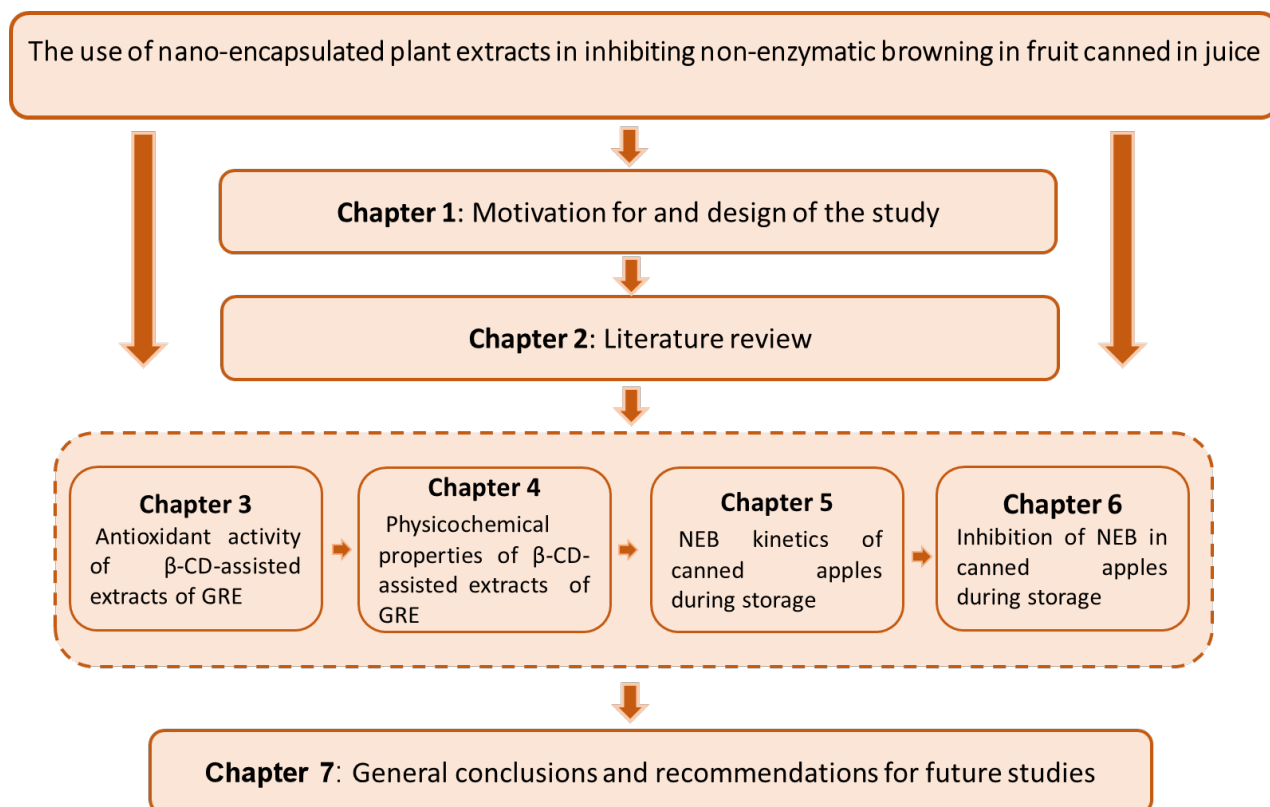 The use of nano-encapsulated plant extracts in inhibiting non-enzymatic browning in fruit canned in juice
Chapter 1: Motivation for and design of the study
Chapter 2: Literature review
Chapter 3
Antioxidant activity
of β-CD-assisted
extracts of GRE
Chapter 4
Physicochemical
properties of β-CD-
assisted extracts of
GRE
Chapter 5
NEB kinetics of
canned apples
during storage
Chapter 6
Inhibition of NEB in
canned apples
during storage
Chapter 7: General conclusions and recommendations for future studies